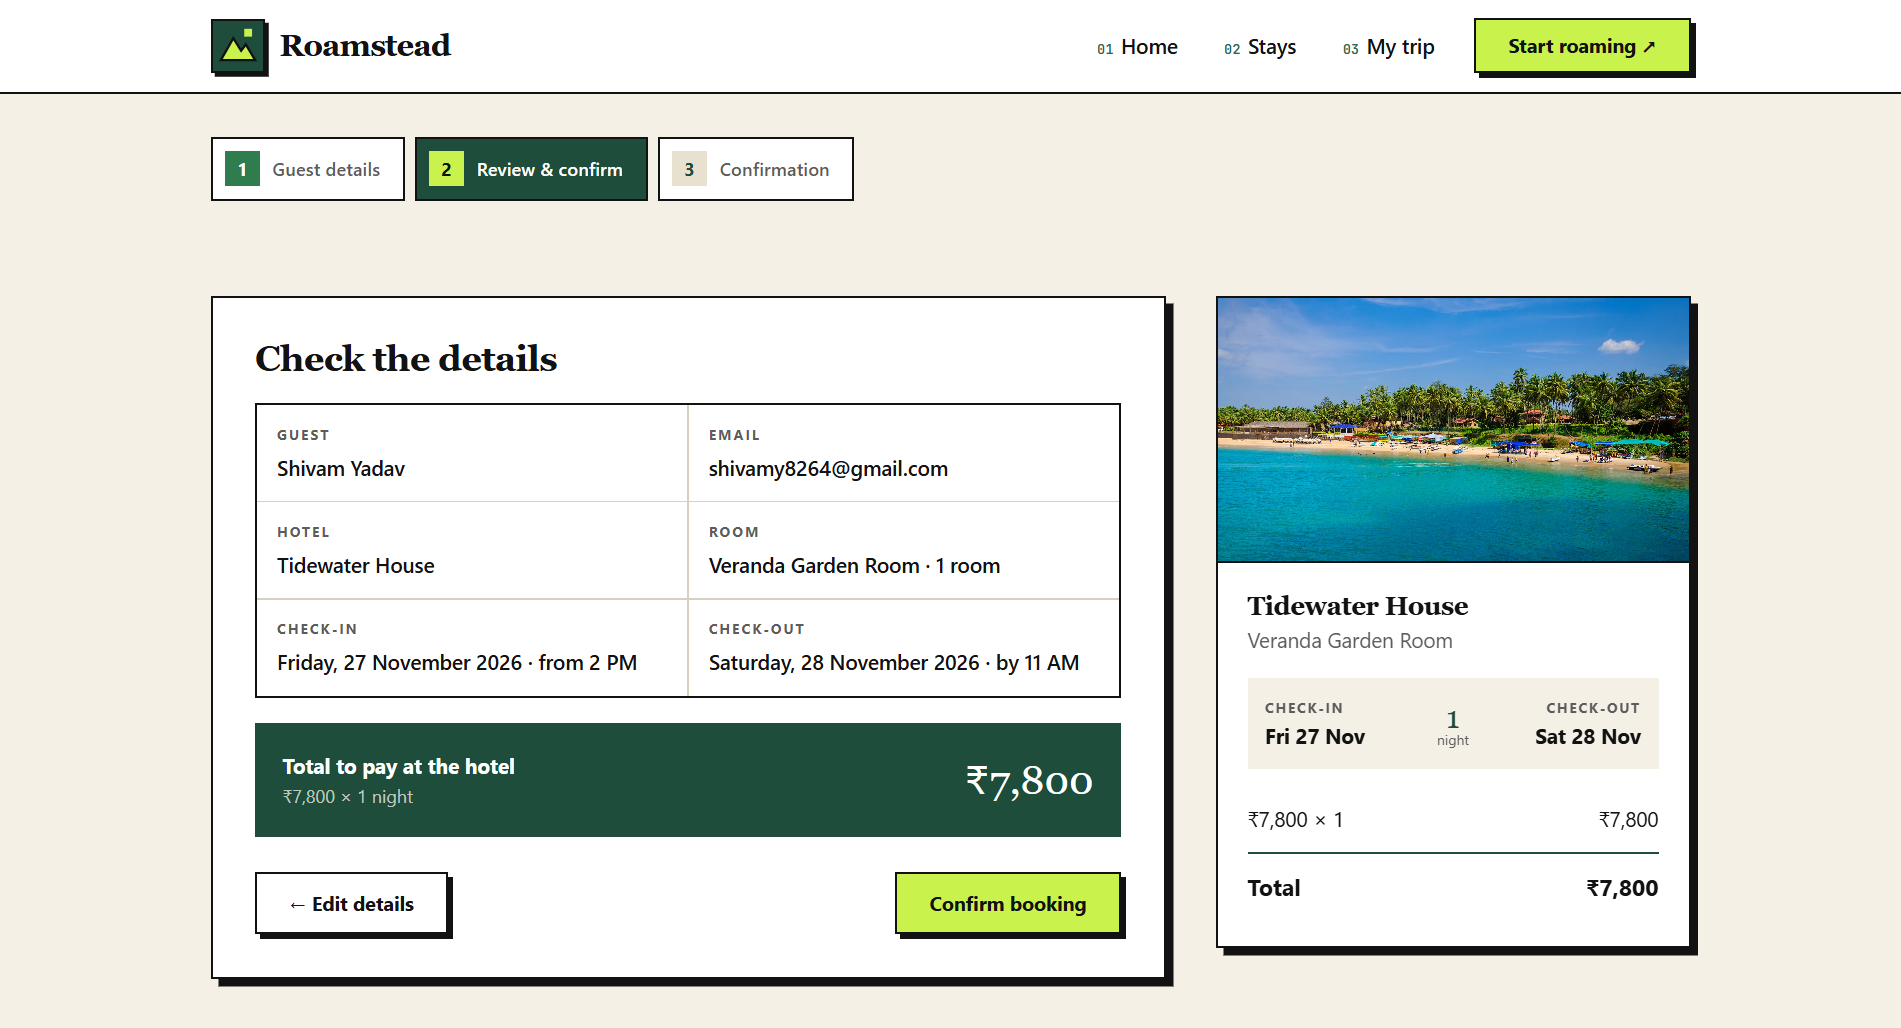 Roamstead
01 Home
02 Stays
03 My trip
Start roaming ↗
1 Guest details
2 Review & confirm
3 Confirmation
Check the details
GUEST
Shivam Yadav
EMAIL
shivamy8264@gmail.com
HOTEL
Tidewater House
ROOM
Veranda Garden Room · 1 room
CHECK-IN
Friday, 27 November 2026 · from 2 PM
CHECK-OUT
Saturday, 28 November 2026 · by 11 AM
Total to pay at the hotel
₹7,800 × 1 night
₹7,800
← Edit details
Confirm booking
Tidewater House
Veranda Garden Room
CHECK-IN
Fri 27 Nov
1
night
CHECK-OUT
Sat 28 Nov
₹7,800 × 1
₹7,800
Total
₹7,800